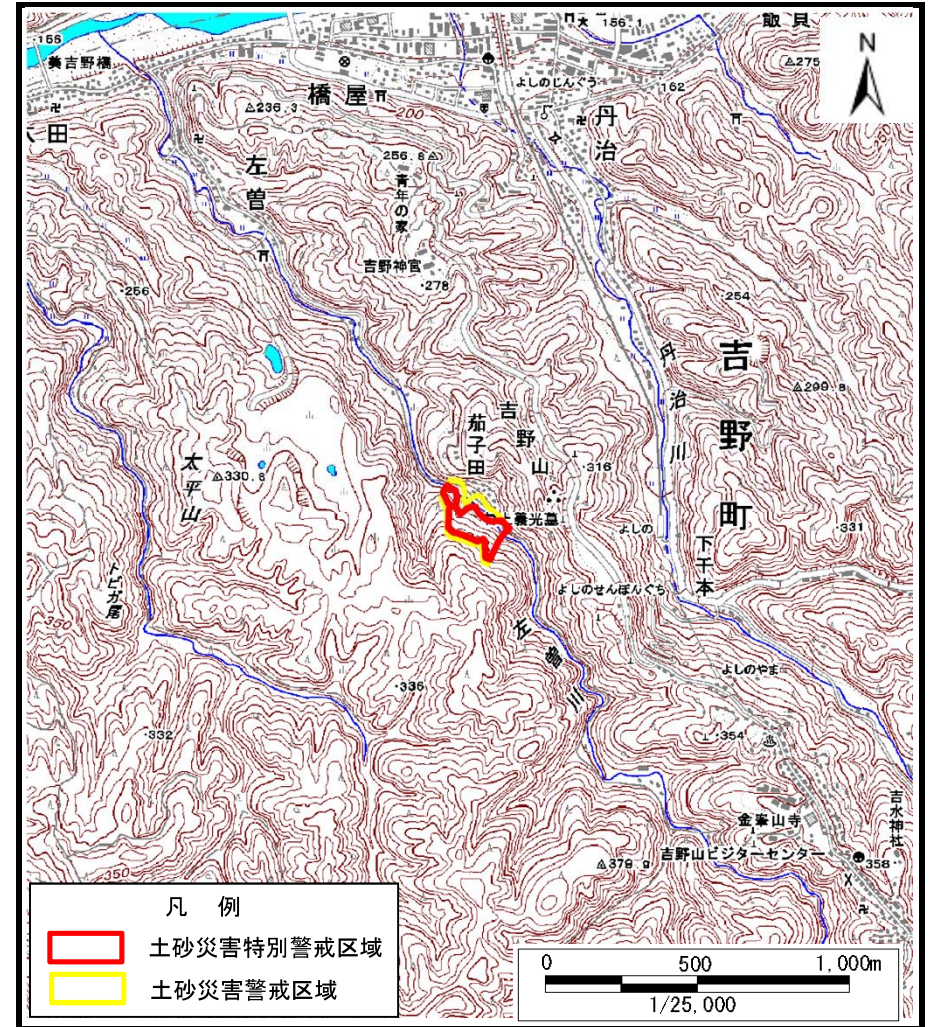 156
美吉野橋
橋屋
△236.3
200
左曽
256.8△
青年の家
吉野神宮
・278
★ 156.1
飯貝
△275
よしのじんぐう
162
丹治
N
・256
・254
吉野町
丹治川
△299.8
茄子田
吉野山
・316
太平山
△330.8
義光墓
よしの
・331
下千本
よしのせんぼんぐち
トビガ尾
350
左曽川
よしのやま
・336
・332
・354
吉水神社
金峯山寺
吉野山ビジターセンター
・358
△379.9
350
凡 例
土砂災害特別警戒区域
土砂災害警戒区域
0 500 1,000m
1/25,000